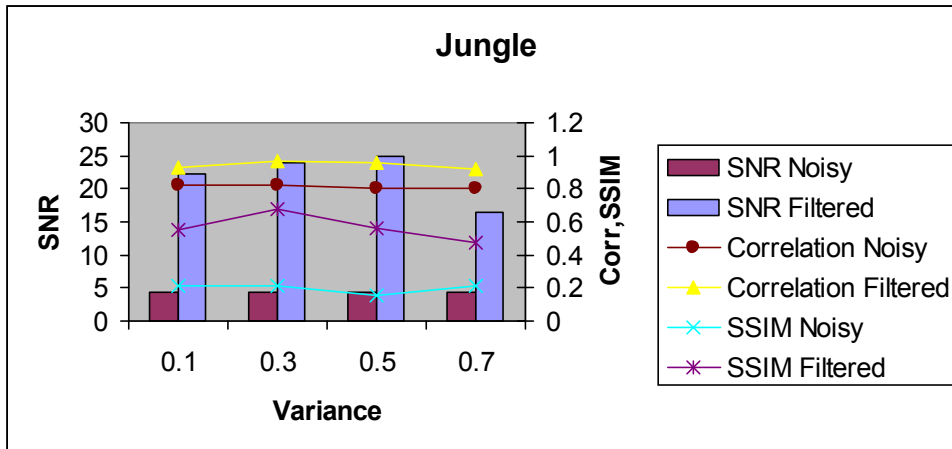 Jungle
SNR
30
25
20
15
10
5
0
1.2
1
0.8
0.6
0.4
0.2
0
Corr,SSIM
0.1 0.3 0.5 0.7
Variance
SNR Noisy
SNR Filtered
Correlation Noisy
Correlation Filtered
SSIM Noisy
SSIM Filtered